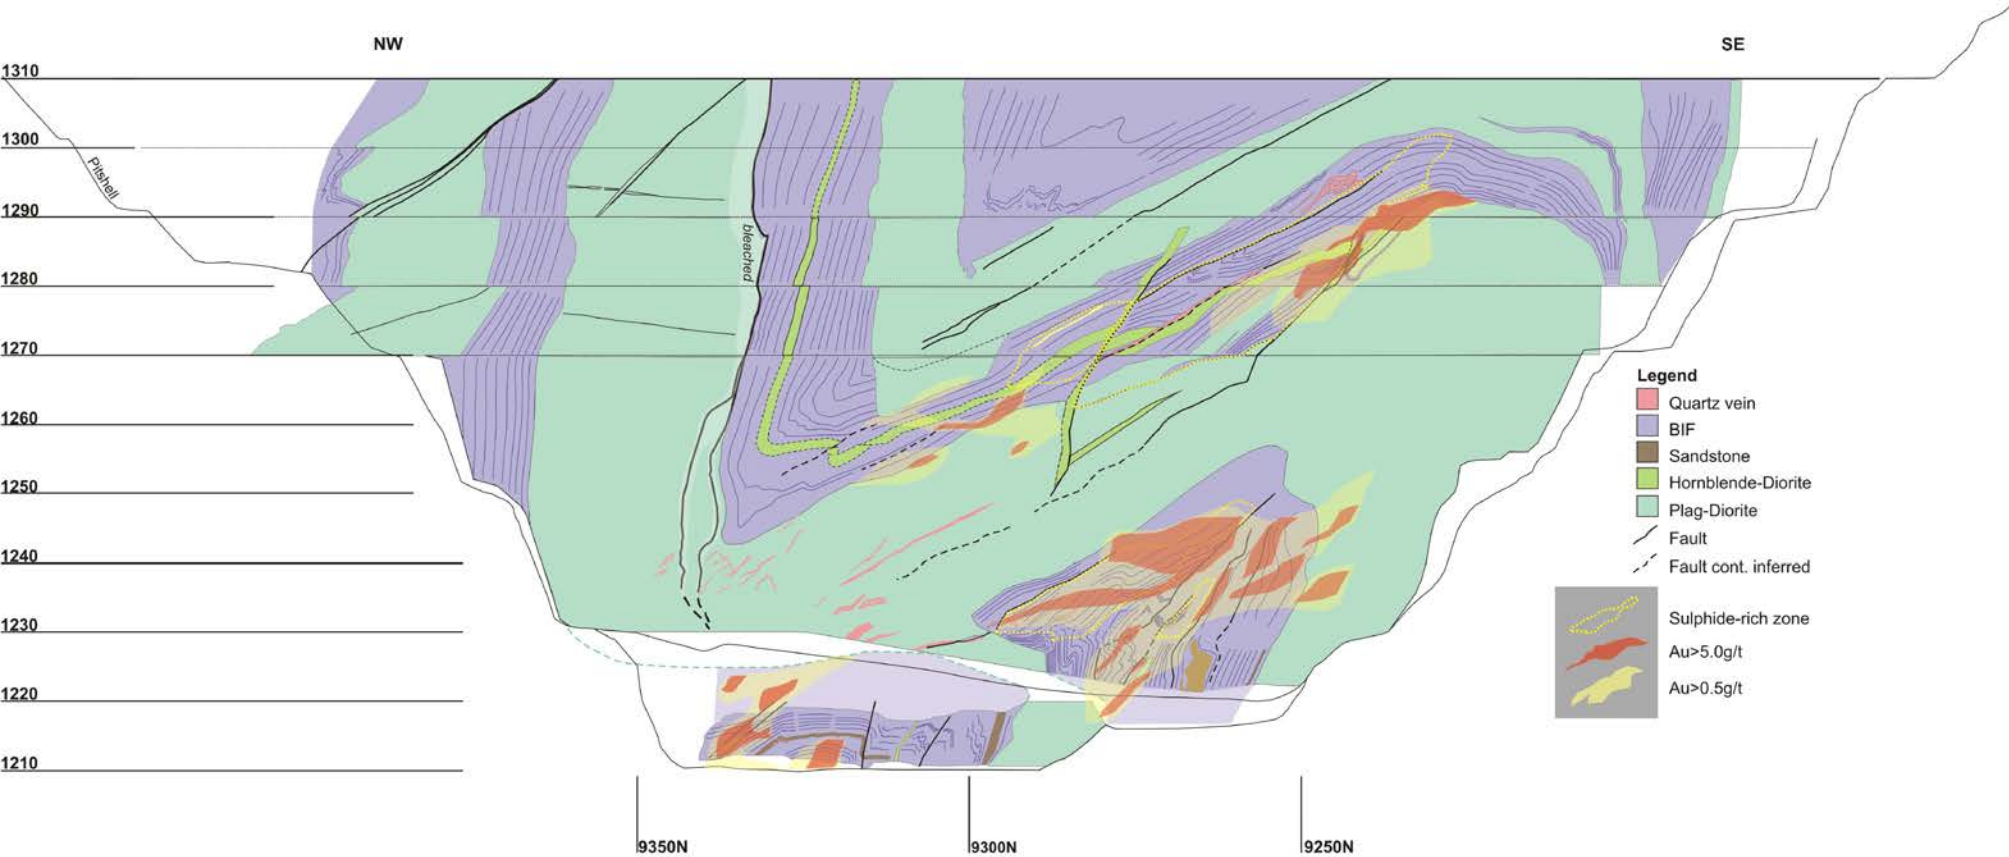 NW
SE
1310
1300
Pitshell
1290
bleached
1280
1270
1260
1250
1240
1230
1220
1210
9350N
9300N
9250N
Legend
Quartz vein
BIF
Sandstone
Hornblende-Diorite
Plag-Diorite
Fault
Fault cont. inferred
Sulphide-rich zone
Au>5.0g/t
Au>0.5g/t